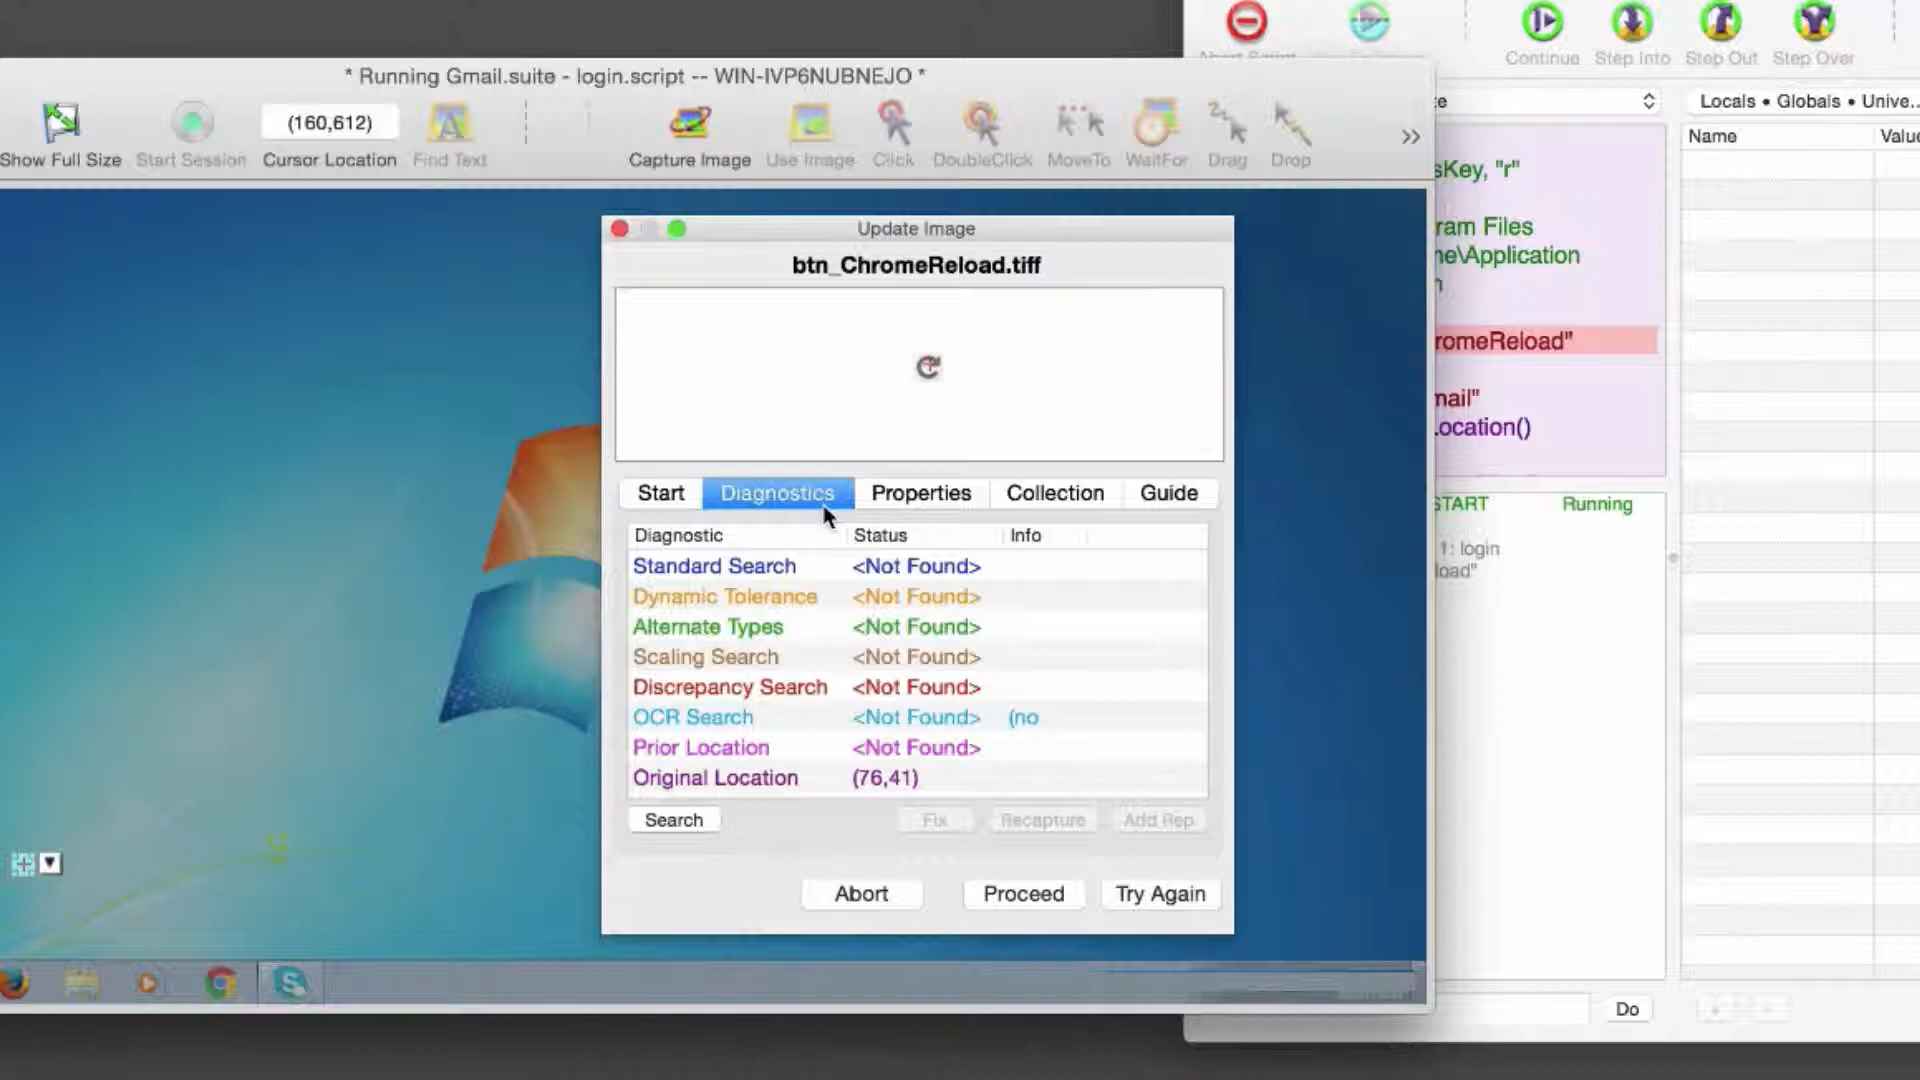 Continue
Step Into
Step Out
Step Over
* Running Gmail.suite - login.script -- WIN-IVP6NUBNEJO *
(160,612)
Show Full Size
Start Session
Cursor Location
Find Text
Capture Image
Use Image
Click
DoubleClick
MoveTo
WaitFor
Drag
Drop
»
Locals • Globals • Unive...
Name
Value
sKey, "r"
ram Files
ne\Application
romeReload"
mail"
Location()
START
Running
1: login
load"
Do
Update Image
btn_ChromeReload.tiff
Start
Diagnostics
Properties
Collection
Guide
Diagnostic Status Info
Standard Search <Not Found>
Dynamic Tolerance <Not Found>
Alternate Types <Not Found>
Scaling Search <Not Found>
Discrepancy Search <Not Found>
OCR Search <Not Found> (no
Prior Location <Not Found>
Original Location (76,41)
Search
Fix
Recapture
Add Rep
Abort
Proceed
Try Again